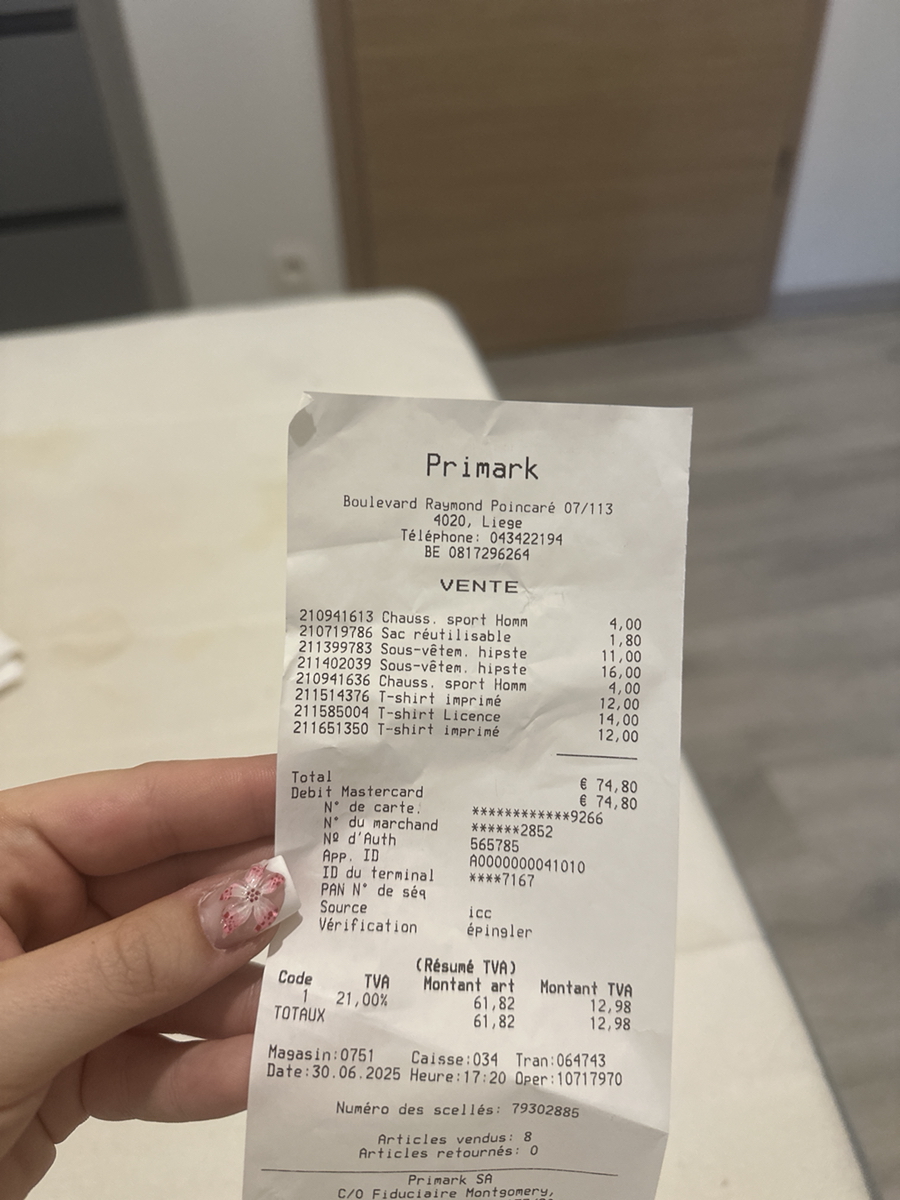 Primark
Boulevard Raymond Poincaré 07/113
4020, Liege
Téléphone: 043422194
BE 0817296264
VENTE
210941613 Chauss. sport Homm 4,00
210719786 Sac réutilisable 1,80
211399783 Sous-vêtem. hipste 11,00
211402039 Sous-vêtem. hipste 16,00
210941636 Chauss. sport Homm 4,00
211514376 T-shirt imprimé 12,00
211585004 T-shirt Licence 14,00
211651350 T-shirt imprimé 12,00
Total € 74,80
Debit Mastercard € 74,80
N° de carte. ************9266
N° du marchand ******2852
Nº d'Auth 565785
App. ID A0000000041010
ID du terminal ****7167
PAN N° de séq
Source icc
Vérification épingler
(Résumé TVA)
Code TVA Montant art Montant TVA
1 21,00% 61,82 12,98
TOTAUX 61,82 12,98
Magasin:0751 Caisse:034 Tran:064743
Date:30.06.2025 Heure:17:20 Oper:10717970
Numéro des scellés: 79302885
Articles vendus: 8
Articles retournés: 0
Primark SA
C/O Fiduciaire Montgomery,